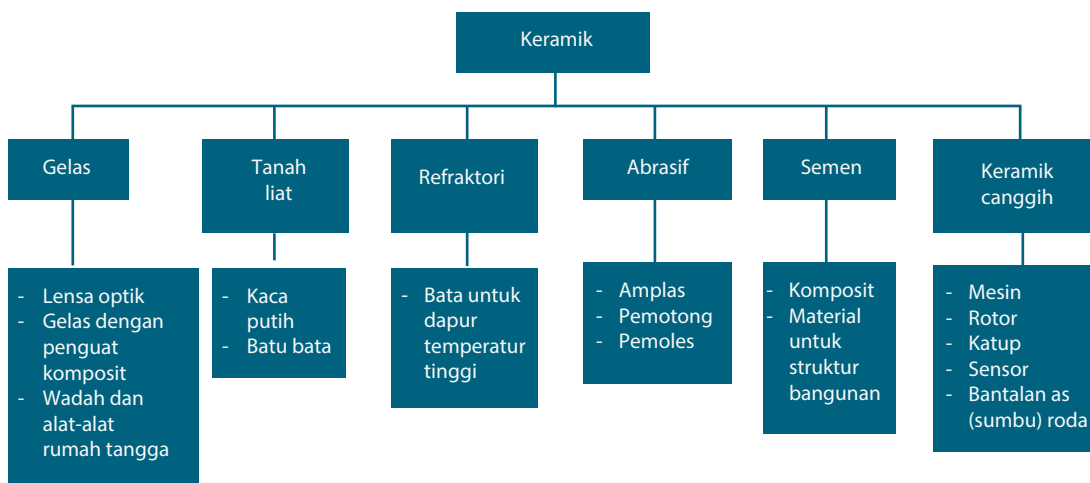 Keramik
Gelas
Tanah
liat
Refraktori
Abrasif
Semen
Keramik
canggih
- Lensa optik
- Gelas dengan
penguat
komposit
- Wadah dan
alat-alat
rumah tangga
- Kaca
putih
- Batu bata
- Bata untuk
dapur
temperatur
tinggi
- Amplas
- Pemotong
- Pemoles
- Komposit
- Material
untuk
struktur
bangunan
- Mesin
- Rotor
- Katup
- Sensor
- Bantalan as
(sumbu) roda